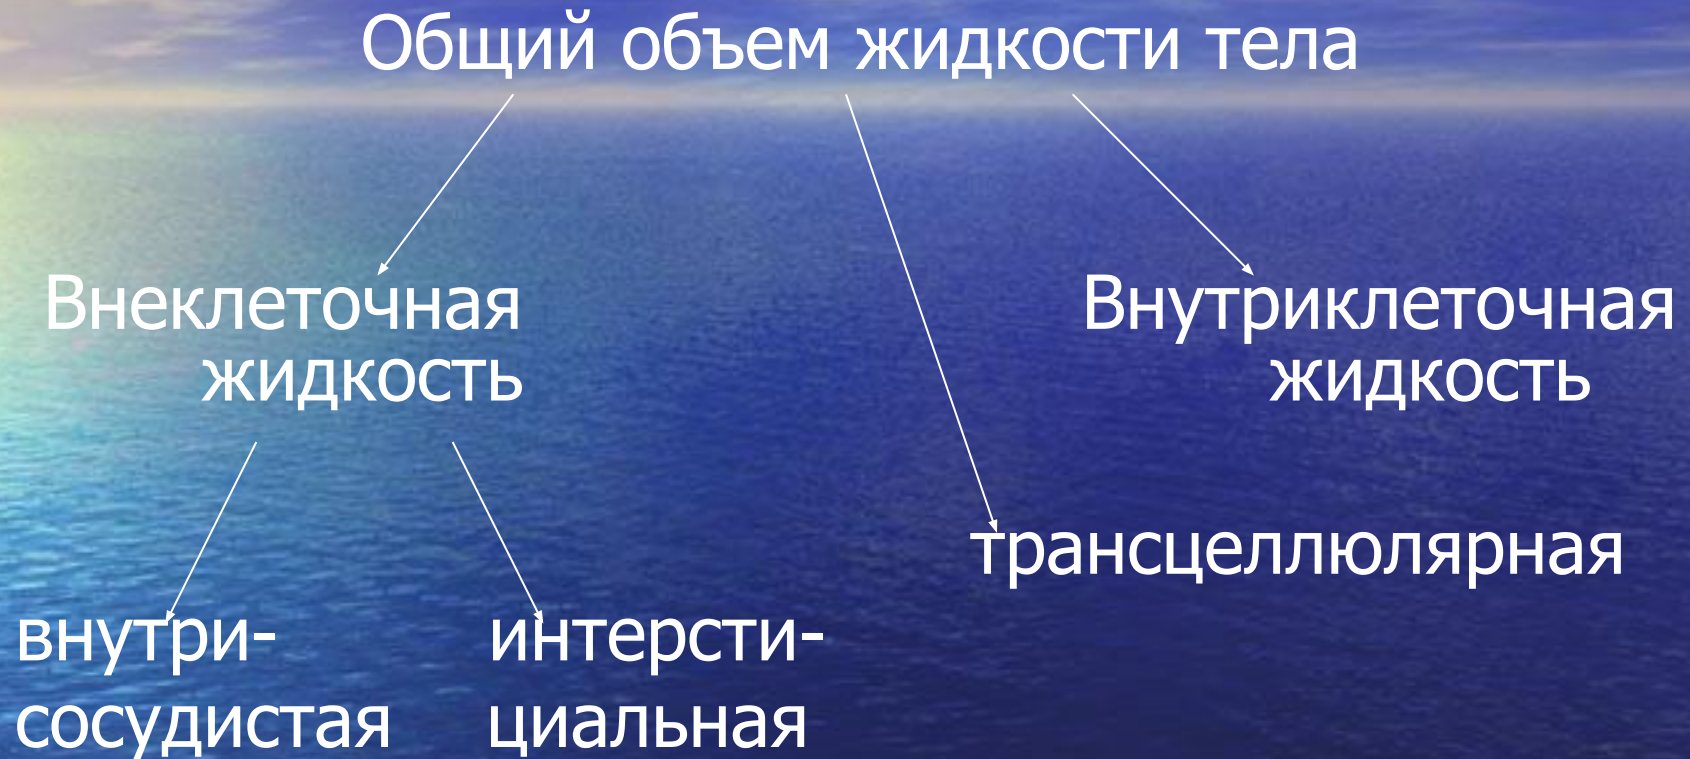 Общий объем жидкости тела
Внеклеточная
жидкость
Внутриклеточная
жидкость
трансцеллюлярная
внутри-
сосудистая
интерсти-
циальная